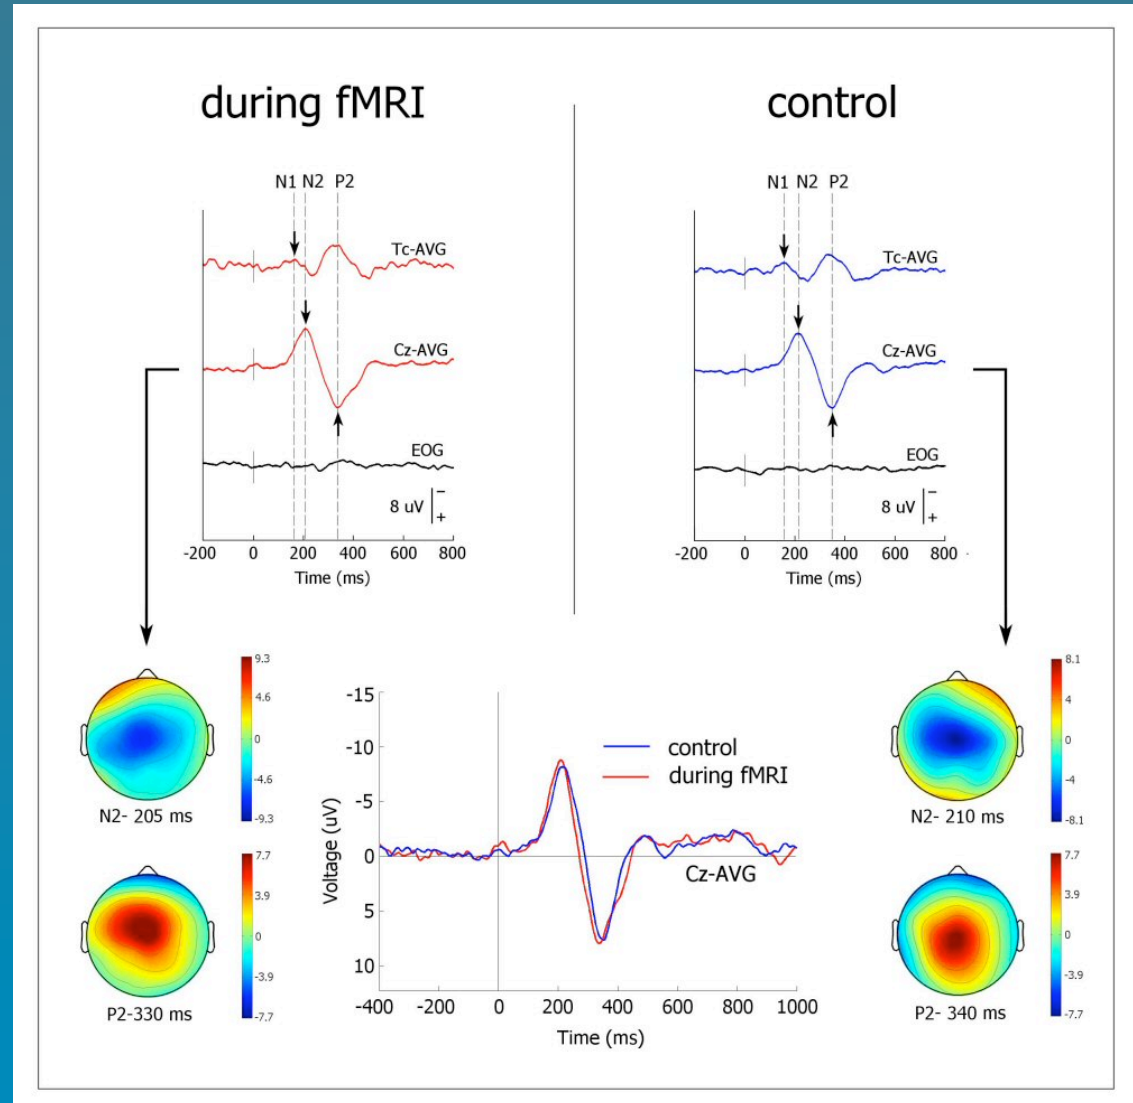 during fMRI
control
N1 N2 P2
Tc-AVG
Cz-AVG
EOG
8 uV
−
+
-200 0 200 400 600 800
Time (ms)
N1 N2 P2
Tc-AVG
Cz-AVG
EOG
8 uV
−
+
-200 0 200 400 600 800
Time (ms)
9.3
4.6
0
-4.6
-9.3
N2- 205 ms
7.7
3.9
0
-3.9
-7.7
P2-330 ms
-15
-10
-5
0
5
10
Voltage (uV)
control
during fMRI
Cz-AVG
-400 -200 0 200 400 600 800 1000
Time (ms)
8.1
4
0
-4
-8.1
N2- 210 ms
7.7
3.9
0
-3.9
-7.7
P2- 340 ms